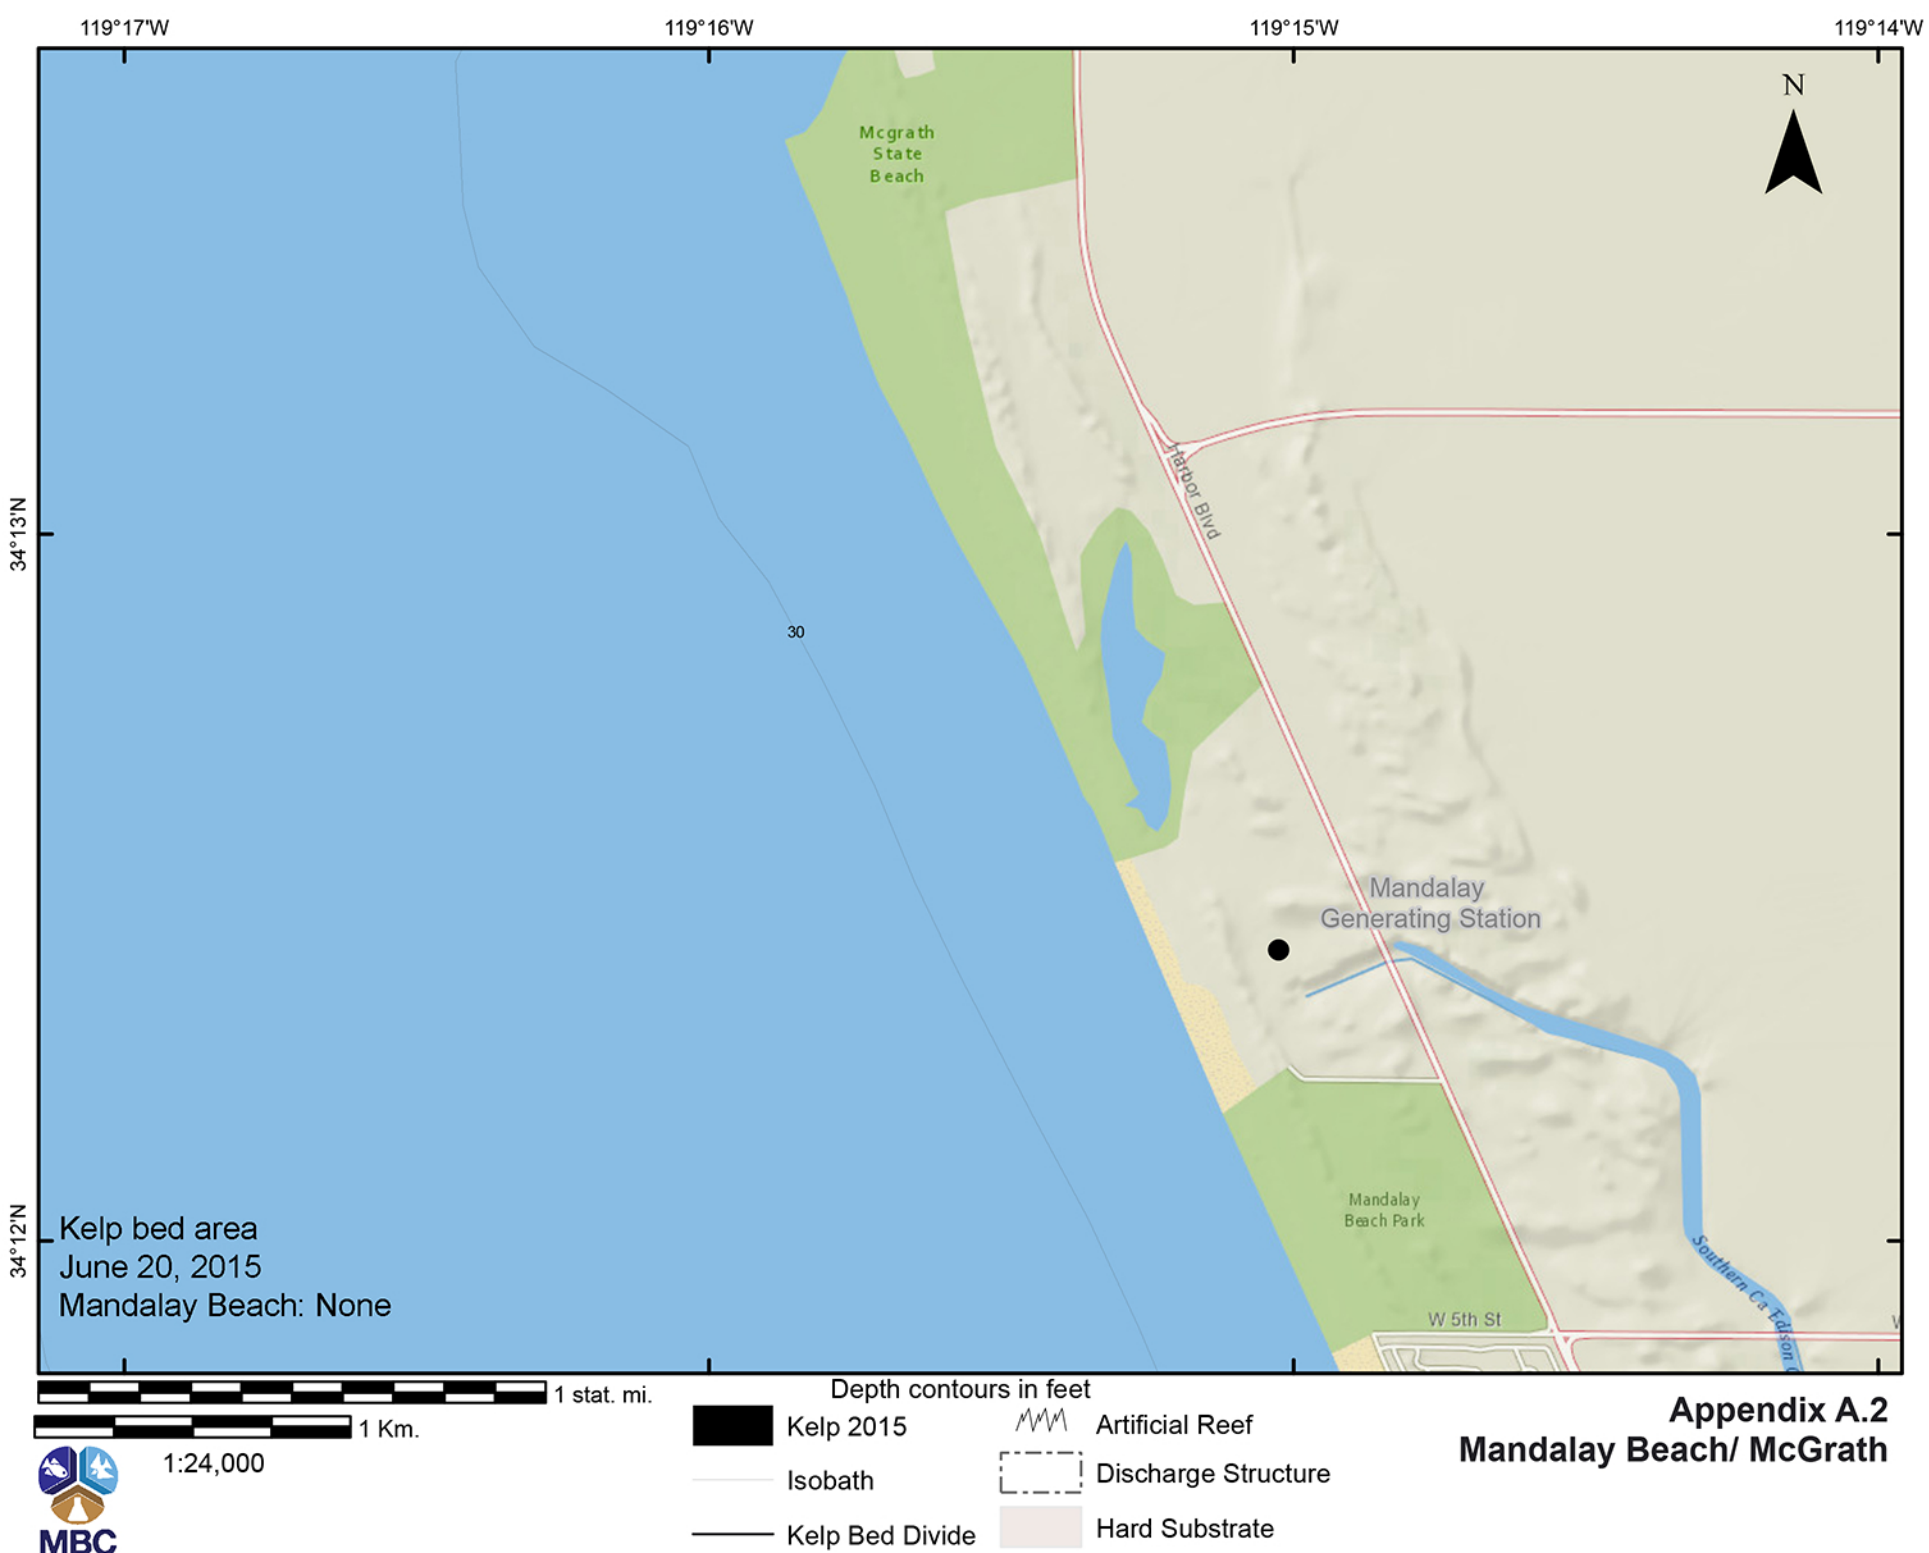 119°17'W
119°16'W
119°15'W
119°14'W
N
Mcgrath
State
Beach
Harbor Blvd
34°13'N
30
Mandalay
Generating Station
Mandalay
Beach Park
34°12'N
Southern Ca Edison
Kelp bed area
June 20, 2015
Mandalay Beach: None
W 5th St
1 stat. mi.
1 Km.
1:24,000
MBC
Depth contours in feet
Kelp 2015
Isobath
Kelp Bed Divide
Artificial Reef
Discharge Structure
Hard Substrate
Appendix A.2
Mandalay Beach/ McGrath